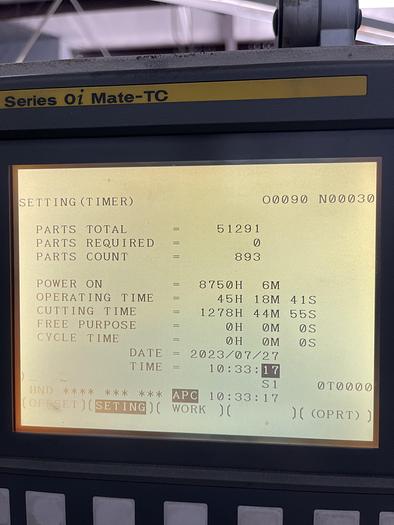 Series 0i Mate-TC
SETTING(TIMER) O0090 N00030
PARTS TOTAL = 51291
PARTS REQUIRED = 0
PARTS COUNT = 893
POWER ON = 8750H 6M
OPERATING TIME = 45H 18M 41S
CUTTING TIME = 1278H 44M 55S
FREE PURPOSE = 0H 0M 0S
CYCLE TIME = 0H 0M 0S
DATE = 2023/07/27
TIME = 10:33:17
S1 0T0000
HND **** *** *** APC 10:33:17
(OFFSET)(SETING)( WORK )( )( (OPRT) )